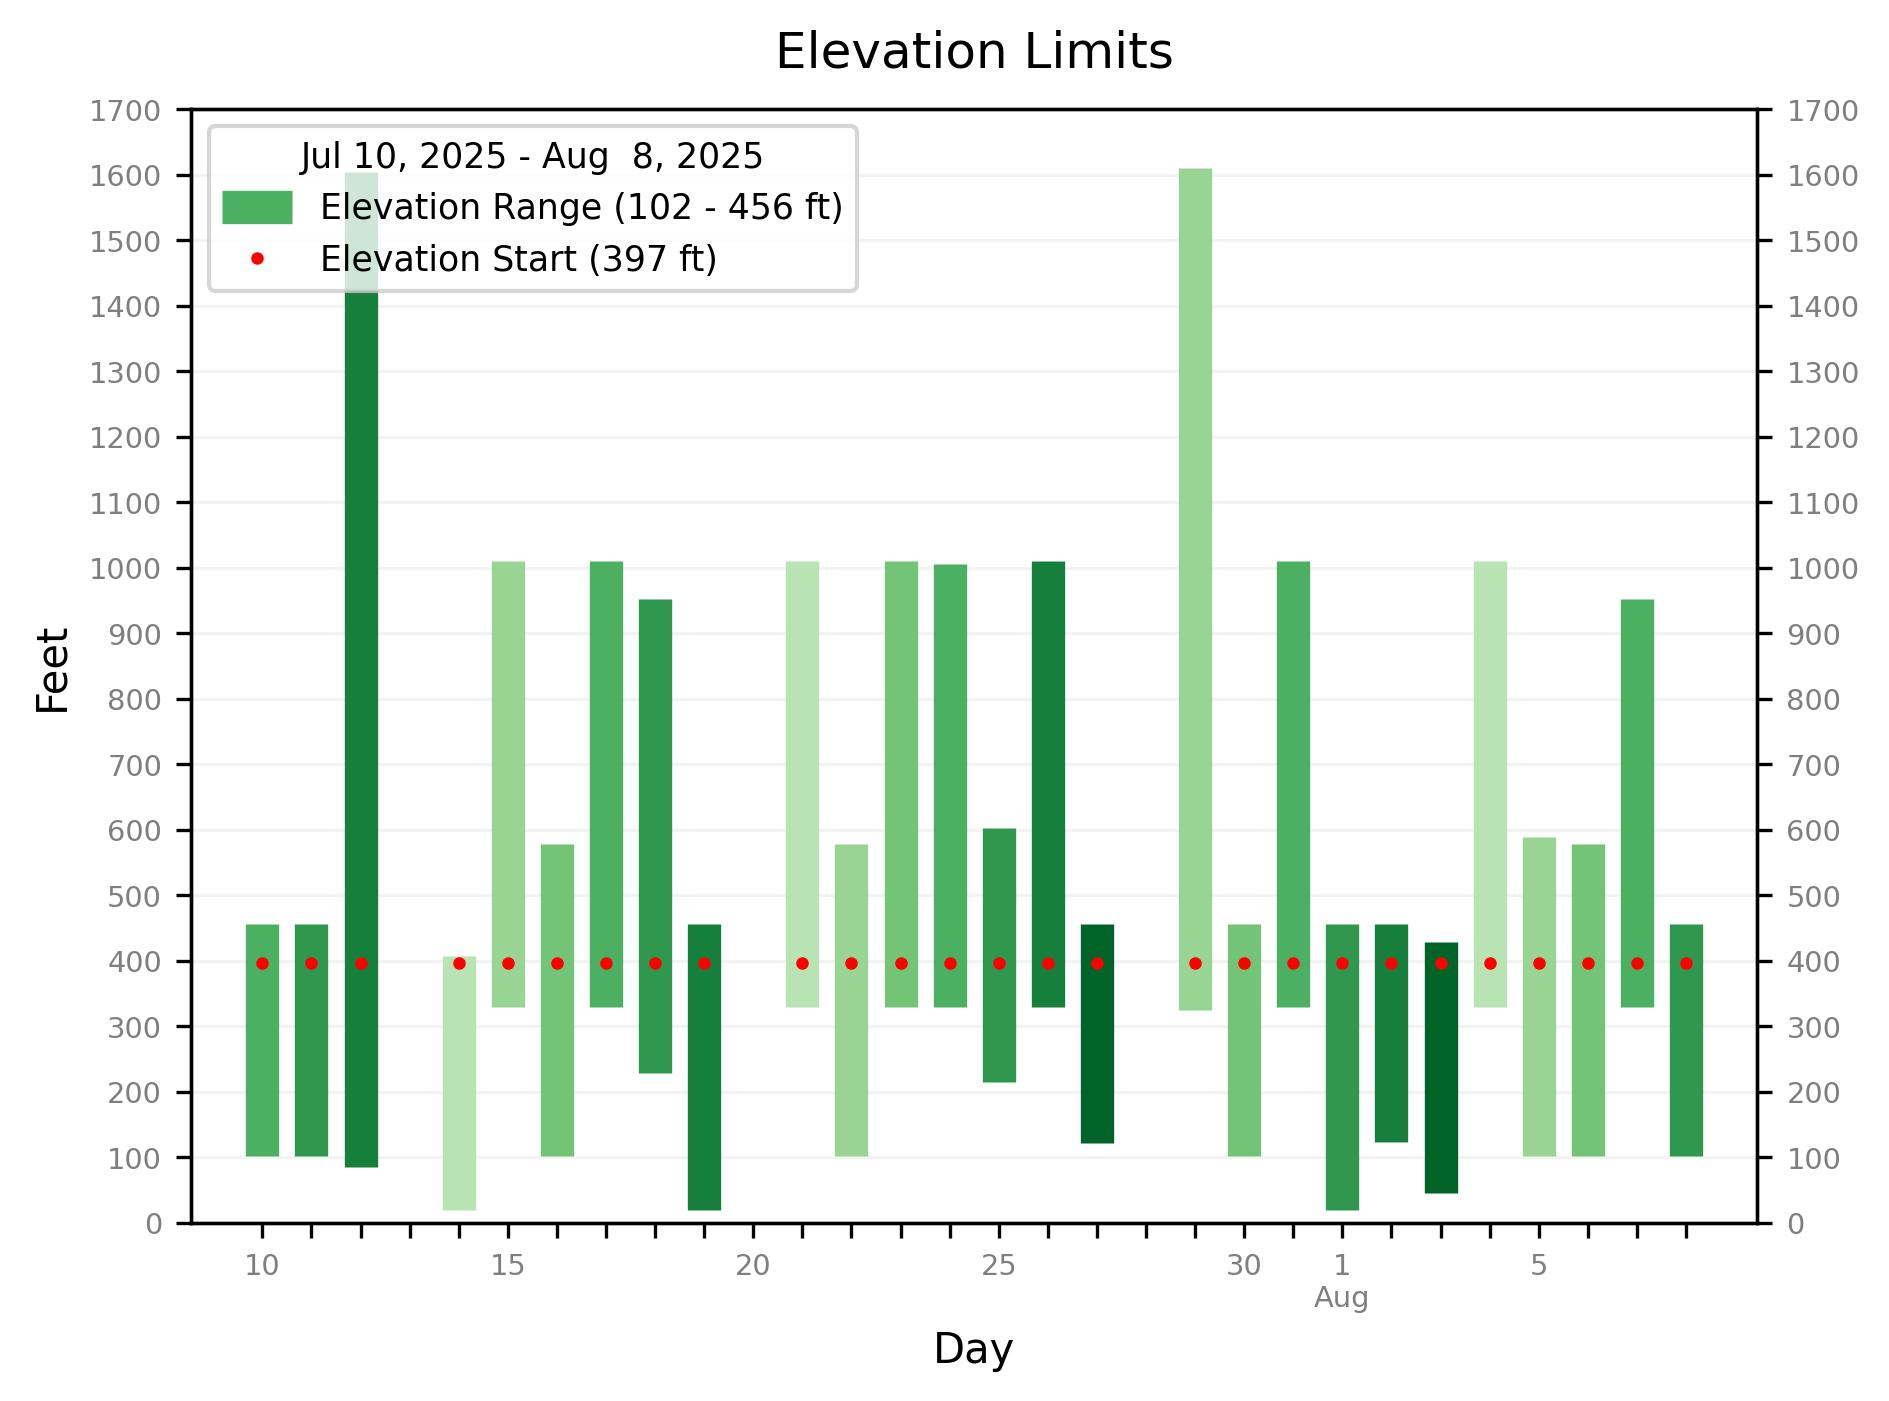 Elevation Limits
Jul 10, 2025 - Aug  8, 2025
Elevation Range (102 - 456 ft)
Elevation Start (397 ft)
1700 1700
1600 1600
1500 1500
1400 1400
1300 1300
1200 1200
1100 1100
1000 1000
900 900
800 800
700 700
600 600
500 500
400 400
300 300
200 200
100 100
0 0
Feet
10 15 20 25 30 1 5
Aug
Day